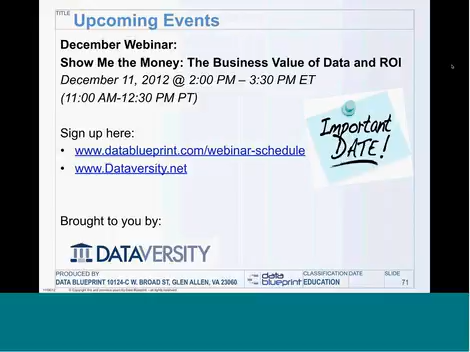 TITLE
Upcoming Events
December Webinar:
Show Me the Money: The Business Value of Data and ROI
December 11, 2012 @ 2:00 PM – 3:30 PM ET
(11:00 AM-12:30 PM PT)
Important
DATE!
Sign up here:
• www.datablueprint.com/webinar-schedule
• www.Dataversity.net
Brought to you by:
DATAVERSITY
PRODUCED BY
DATA BLUEPRINT 10124-C W. BROAD ST, GLEN ALLEN, VA 23060
data
blueprint
CLASSIFICATION DATE SLIDE
EDUCATION 71